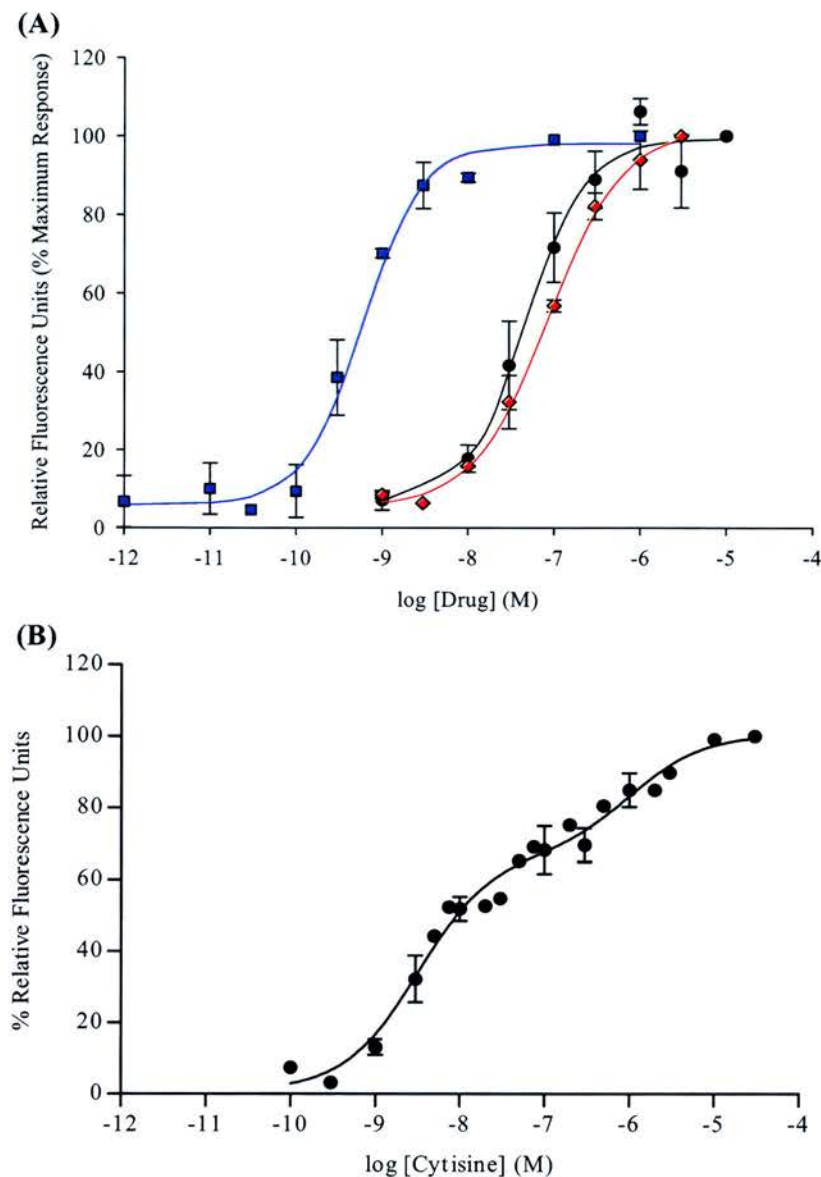 (A)
Relative Fluorescence Units (% Maximum Response)
120
100
80
60
40
20
0
-12 -11 -10 -9 -8 -7 -6 -5 -4
log [Drug] (M)
(B)
% Relative Fluorescence Units
120
100
80
60
40
20
0
-12 -11 -10 -9 -8 -7 -6 -5 -4
log [Cytisine] (M)